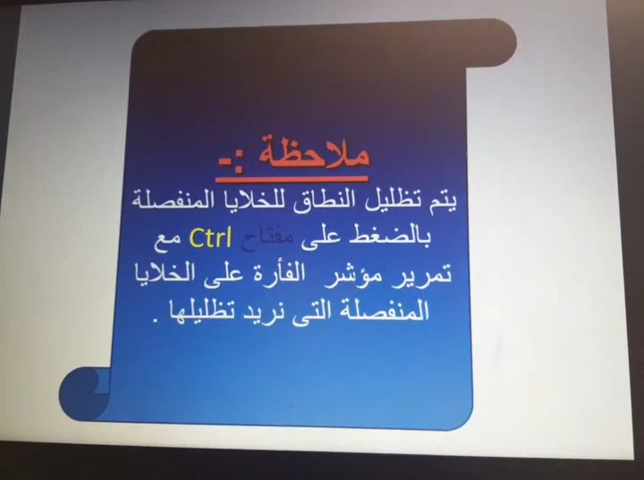 ملاحظة :-
يتم تظليل النطاق للخلايا المنفصلة
بالضغط على مفتاح Ctrl مع
تمرير مؤشر الفأرة على الخلايا
المنفصلة التى نريد تظليلها .